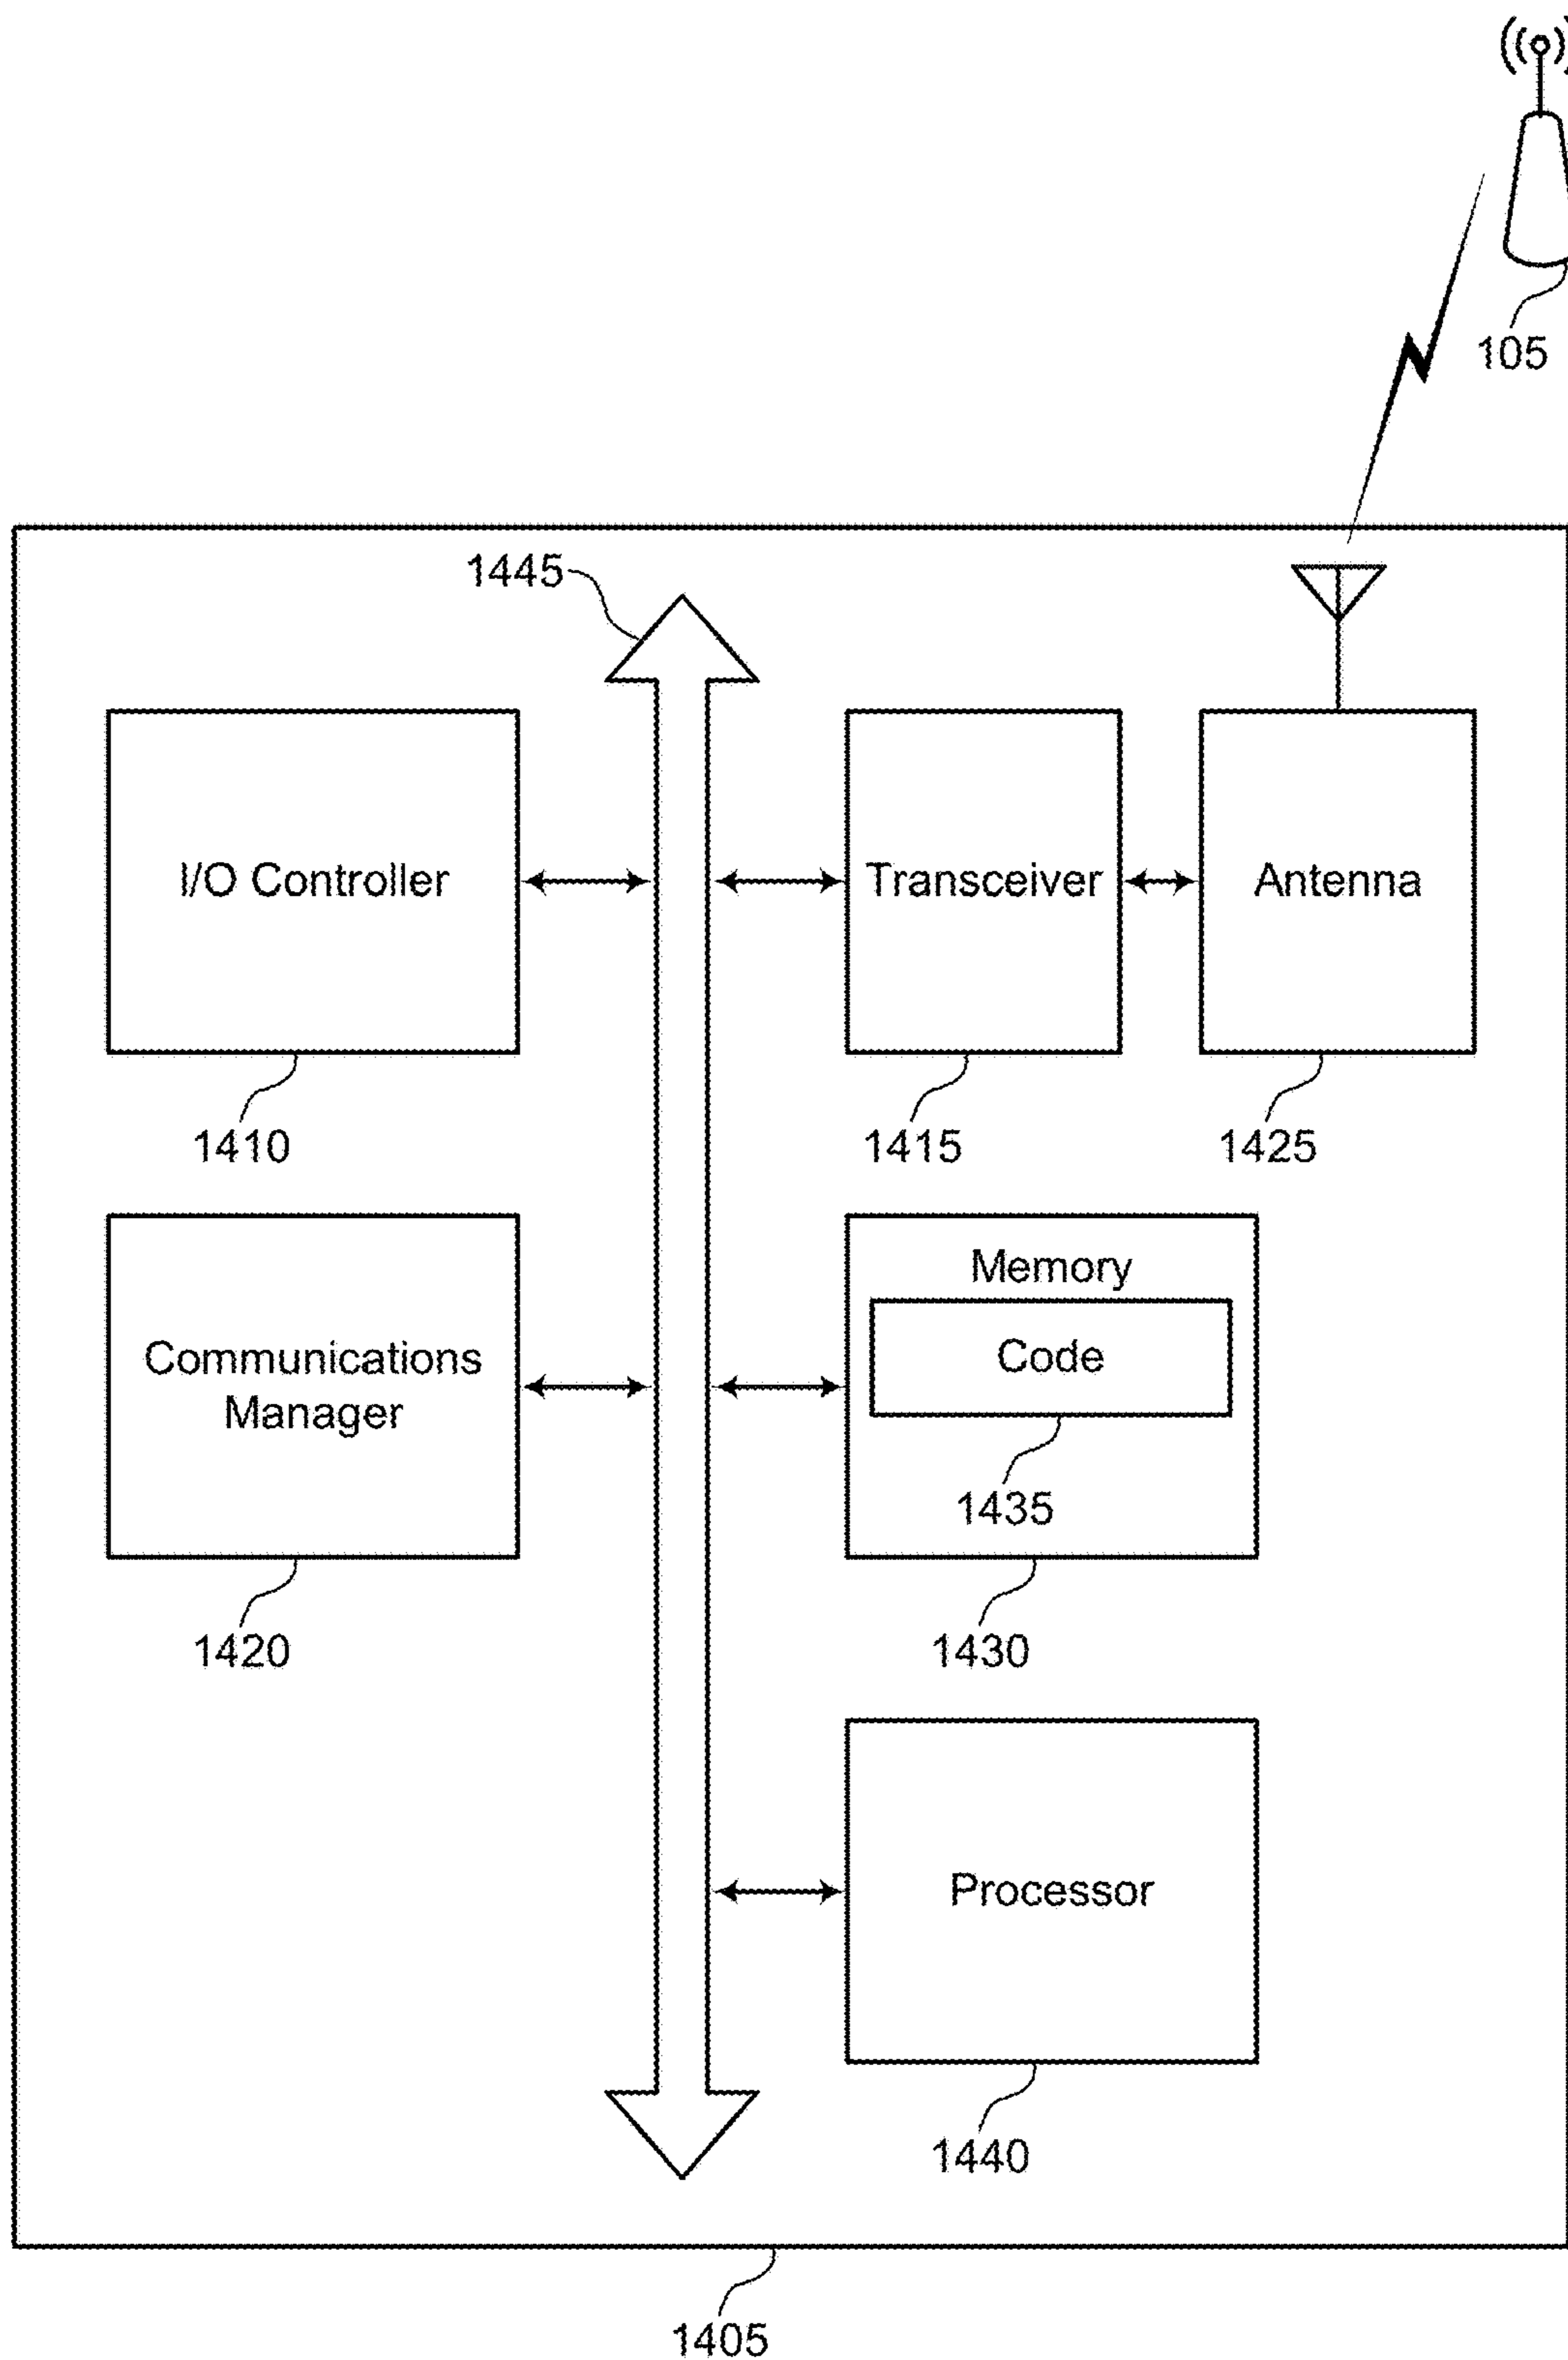 105
1445
I/O Controller
Transceiver
Antenna
1410
1415
1425
Communications
Manager
Memory
Code
1435
1420
1430
Processor
1440
1405